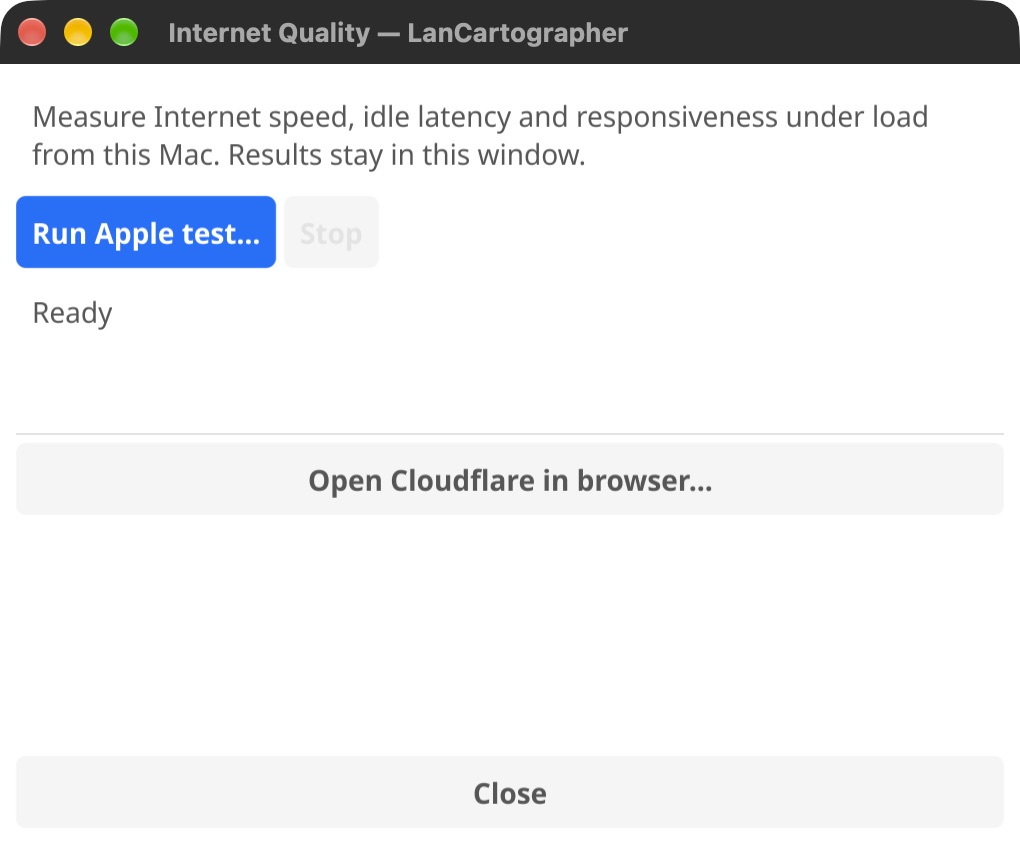 Internet Quality — LanCartographer
Measure Internet speed, idle latency and responsiveness under load
from this Mac. Results stay in this window.
Run Apple test...
Stop
Ready
Open Cloudflare in browser...
Close